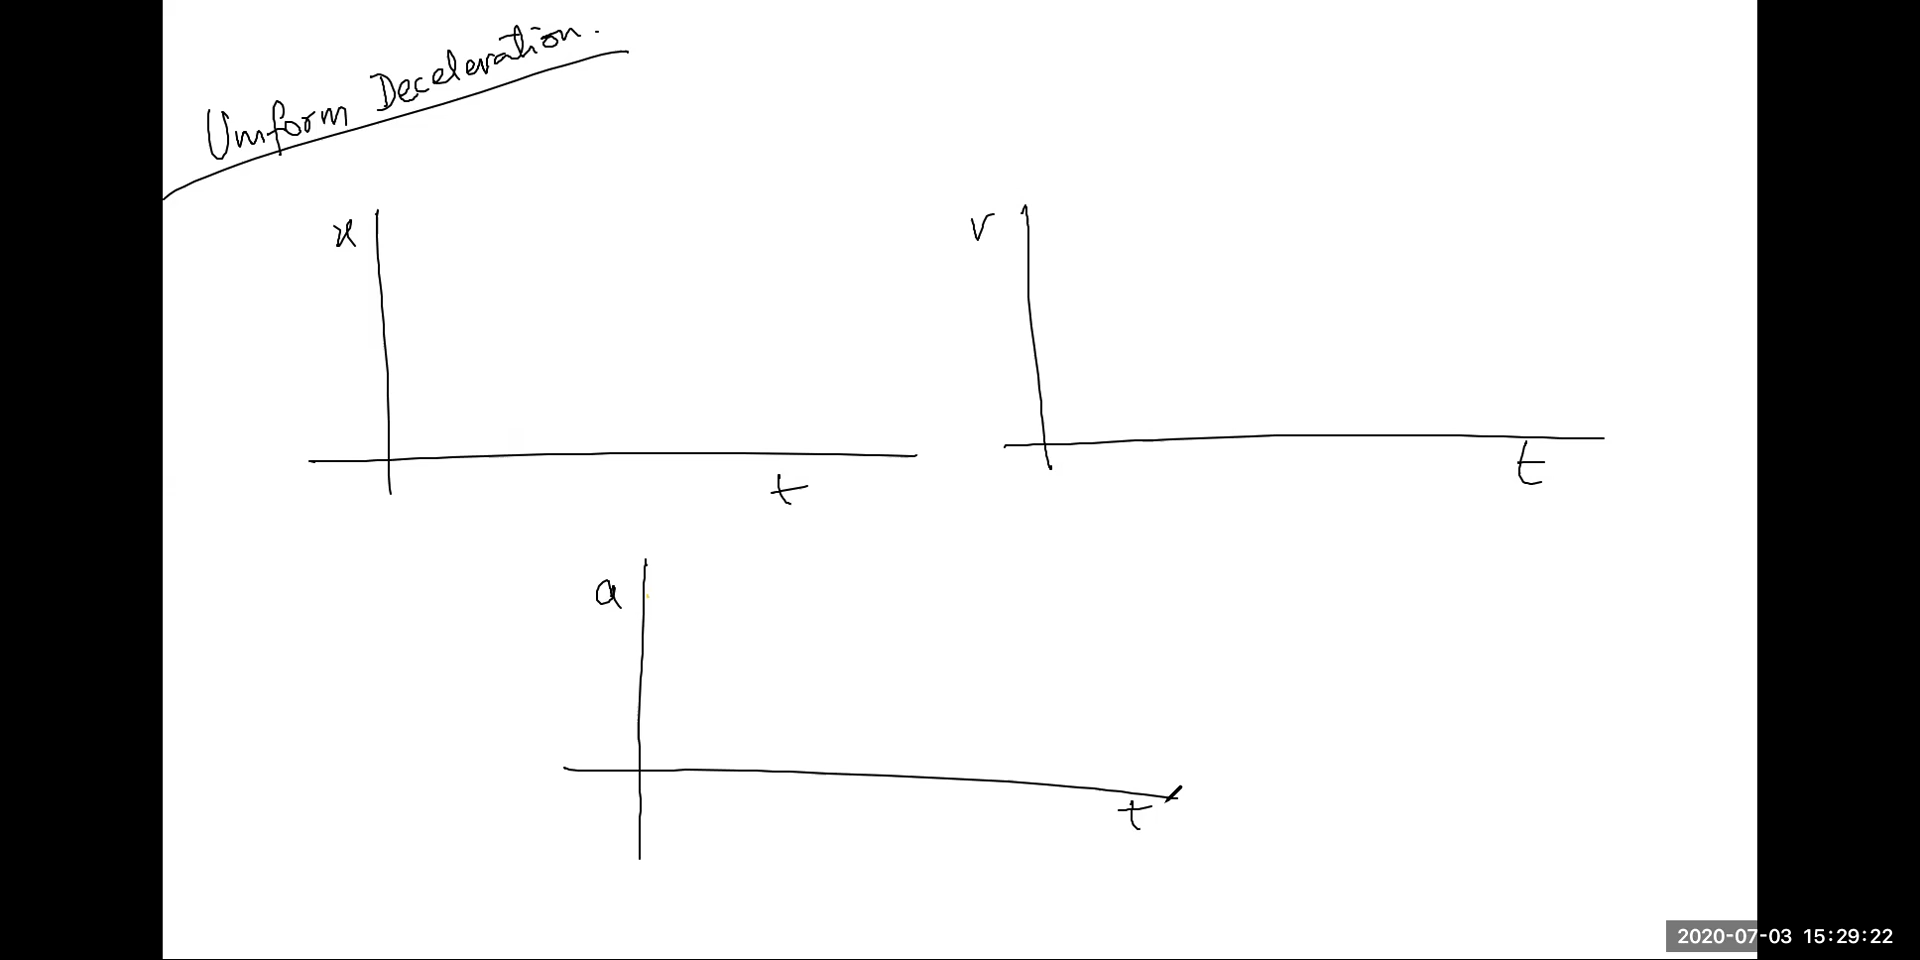 Uniform Deceleration.
x
t
v
t
a
t
2020-07-03 15:29:22